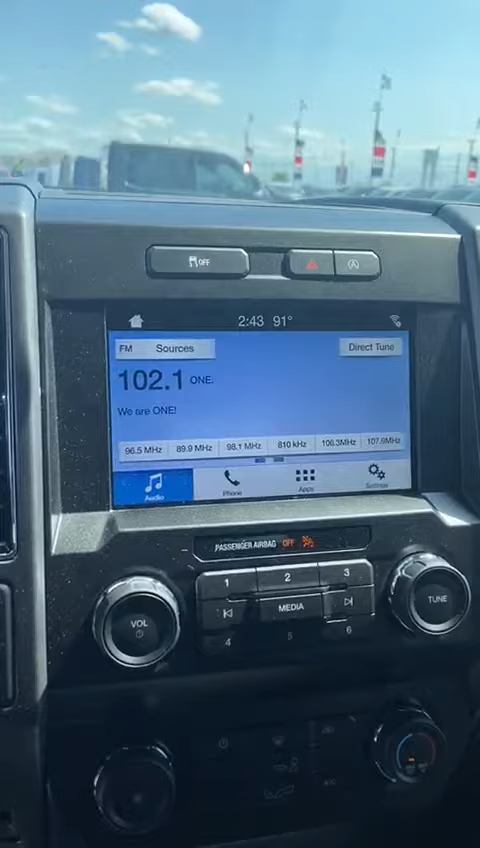 OFF
A
2:43 91°
FM Sources
Direct Tune
102.1 ONE.
We are ONE!
96.5 MHz 89.9 MHz 98.1 MHz 810 kHz 106.3MHz 107.9MHz
Audio Phone Apps Settings
PASSENGER AIRBAG OFF
1 2 3
VOL
MEDIA
TUNE
4 5 6
A/C